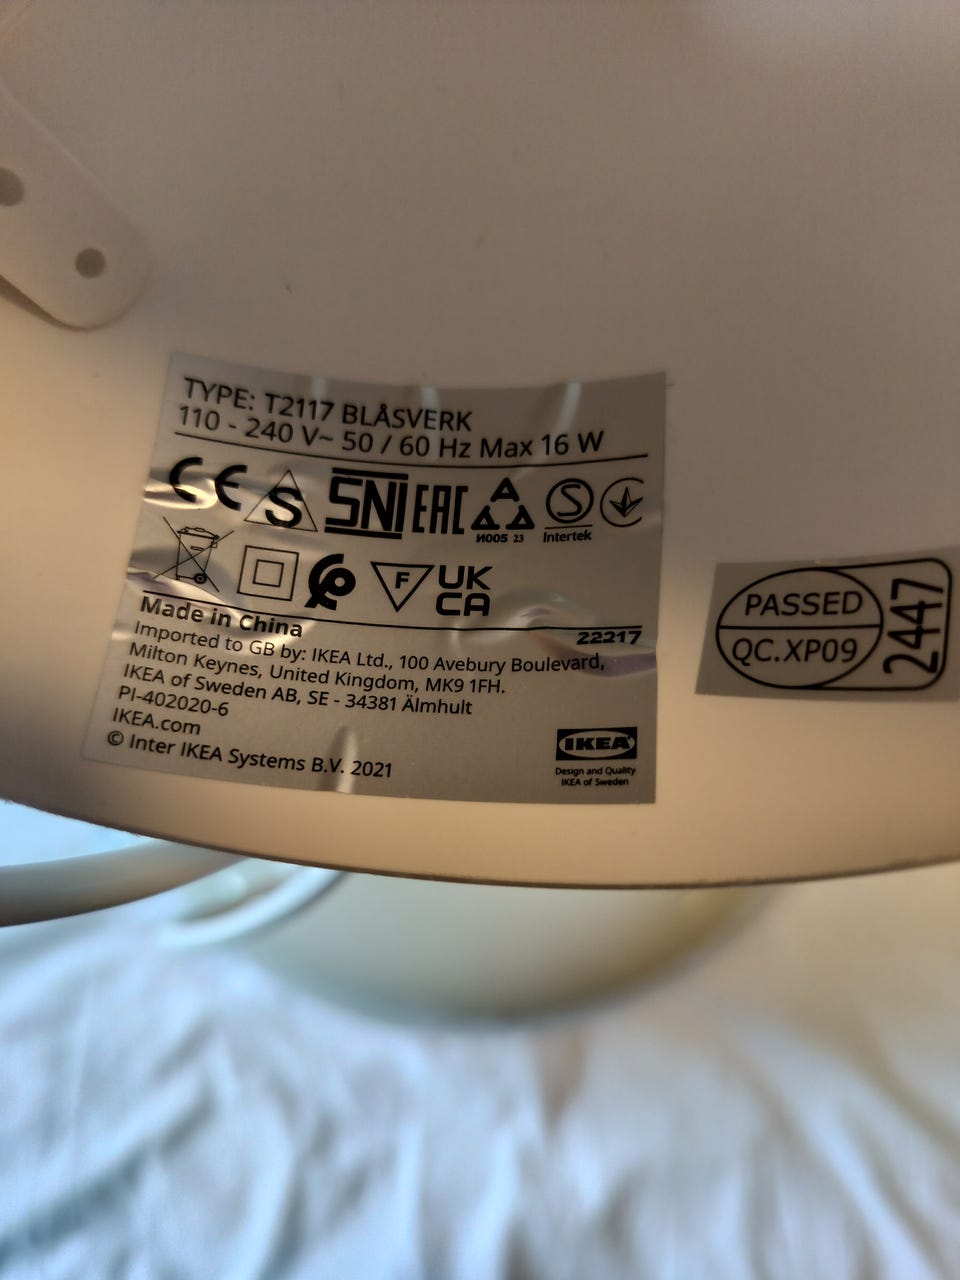 TYPE: T2117 BLÅSVERK
110 - 240 V~ 50 / 60 Hz Max 16 W
CE S SNI EAC A И005 23 S Intertek
F UK CA
Made in China 22217
Imported to GB by: IKEA Ltd., 100 Avebury Boulevard,
Milton Keynes, United Kingdom, MK9 1FH.
IKEA of Sweden AB, SE - 34381 Älmhult
PI-402020-6
IKEA.com
© Inter IKEA Systems B.V. 2021
IKEA
Design and Quality
IKEA of Sweden
PASSED
QC.XP09
2447